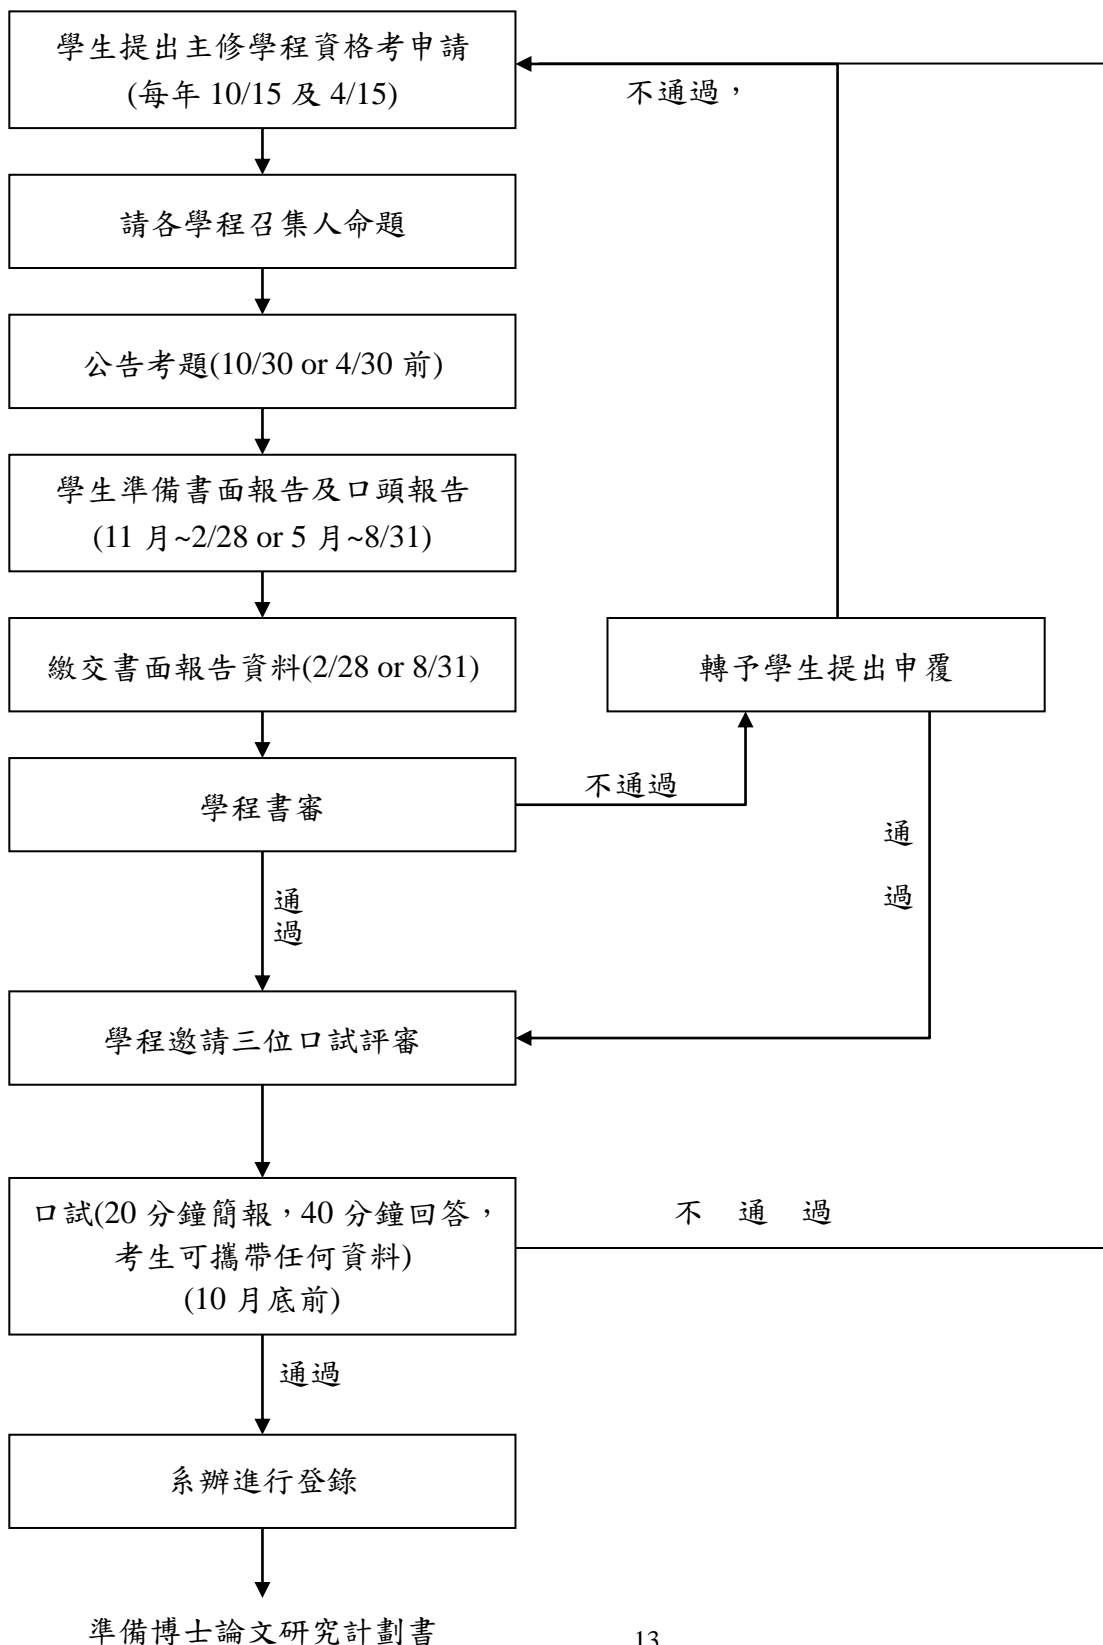 學生提出主修學程資格考申請
(每年 10/15 及 4/15)
不通過，
請各學程召集人命題
公告考題(10/30 or 4/30 前)
學生準備書面報告及口頭報告
(11 月~2/28 or 5 月~8/31)
繳交書面報告資料(2/28 or 8/31)
轉予學生提出申覆
學程書審
不通過
通
過
通
過
學程邀請三位口試評審
口試(20 分鐘簡報，40 分鐘回答，
考生可攜帶任何資料)
(10 月底前)
不 通 過
通過
系辦進行登錄
準備博士論文研究計劃書
13